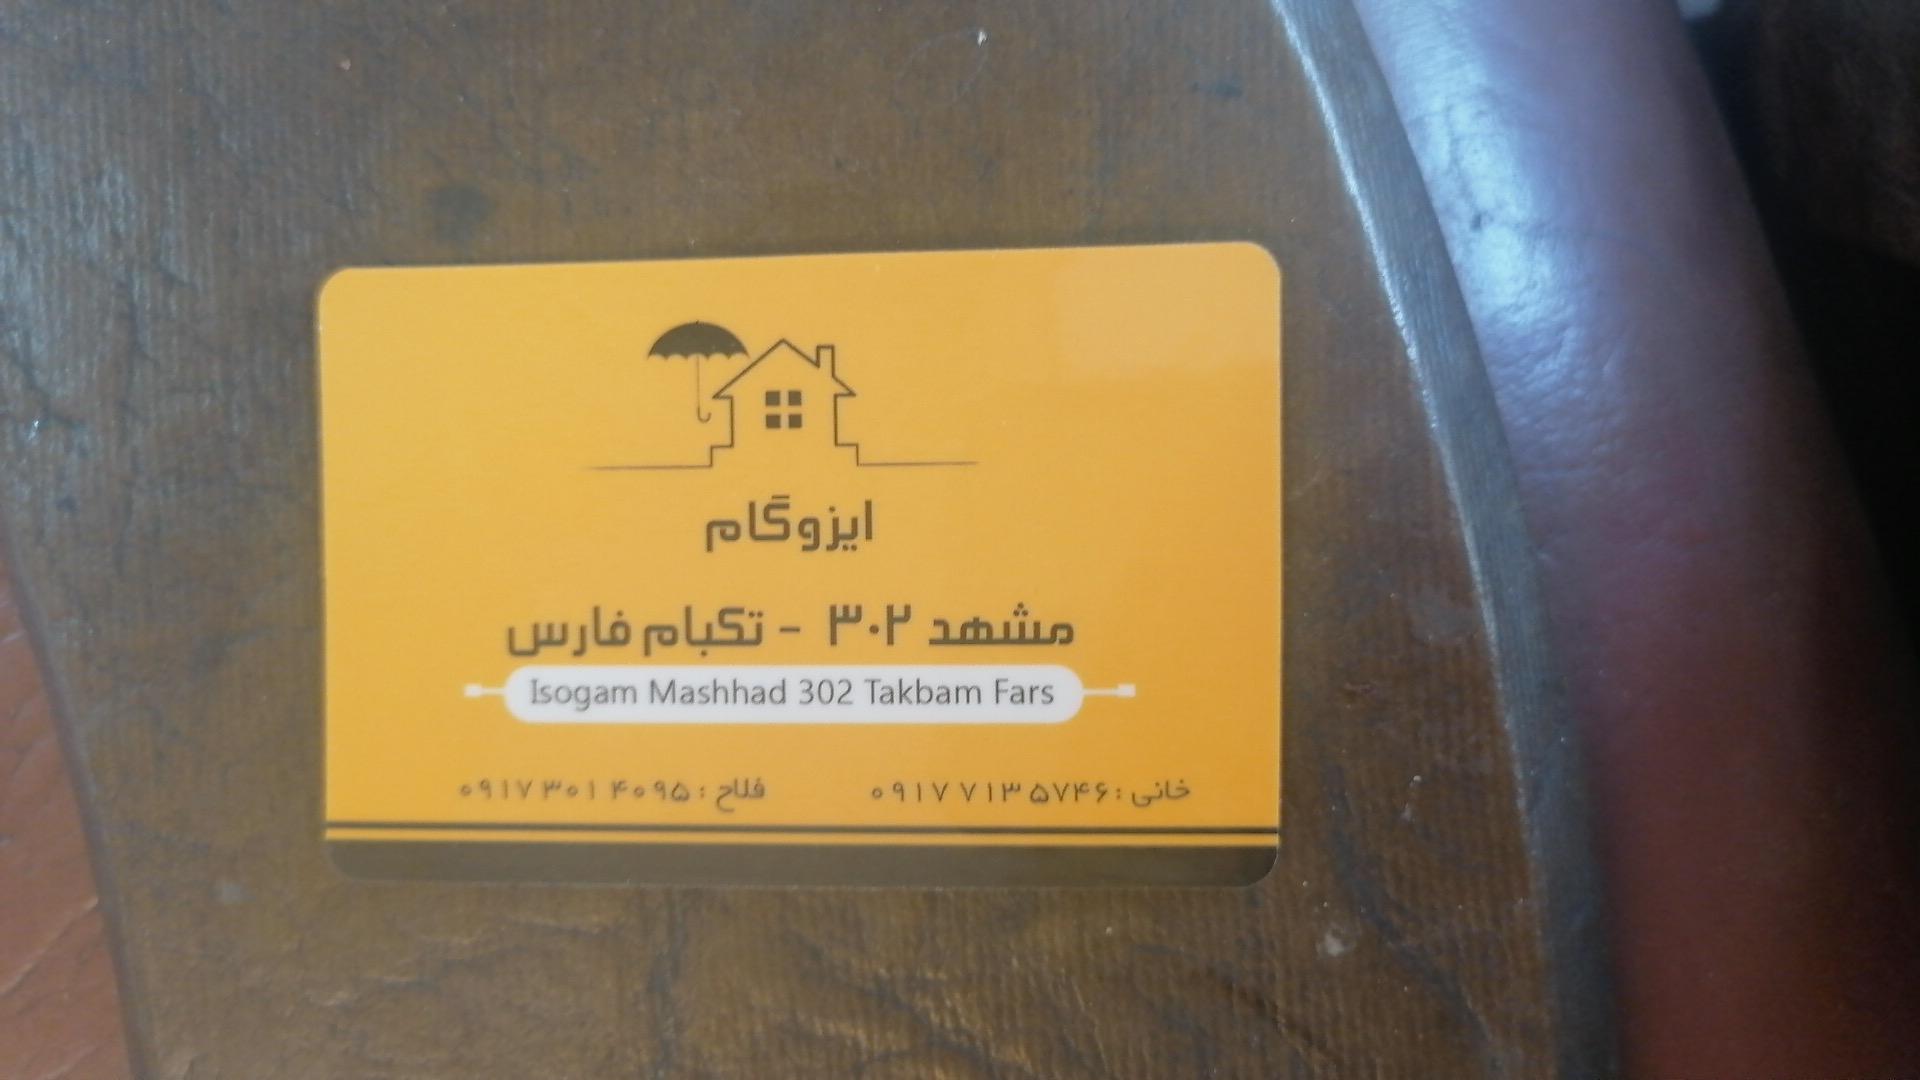 ایزوگام
مشهد ۳۰۲ - تکبام فارس
Isogam Mashhad 302 Takbam Fars
خانی : ۰۹۱۷۷۱۳۵۷۴۶ فلاح : ۰۹۱۷۳۰۱۴۰۹۵